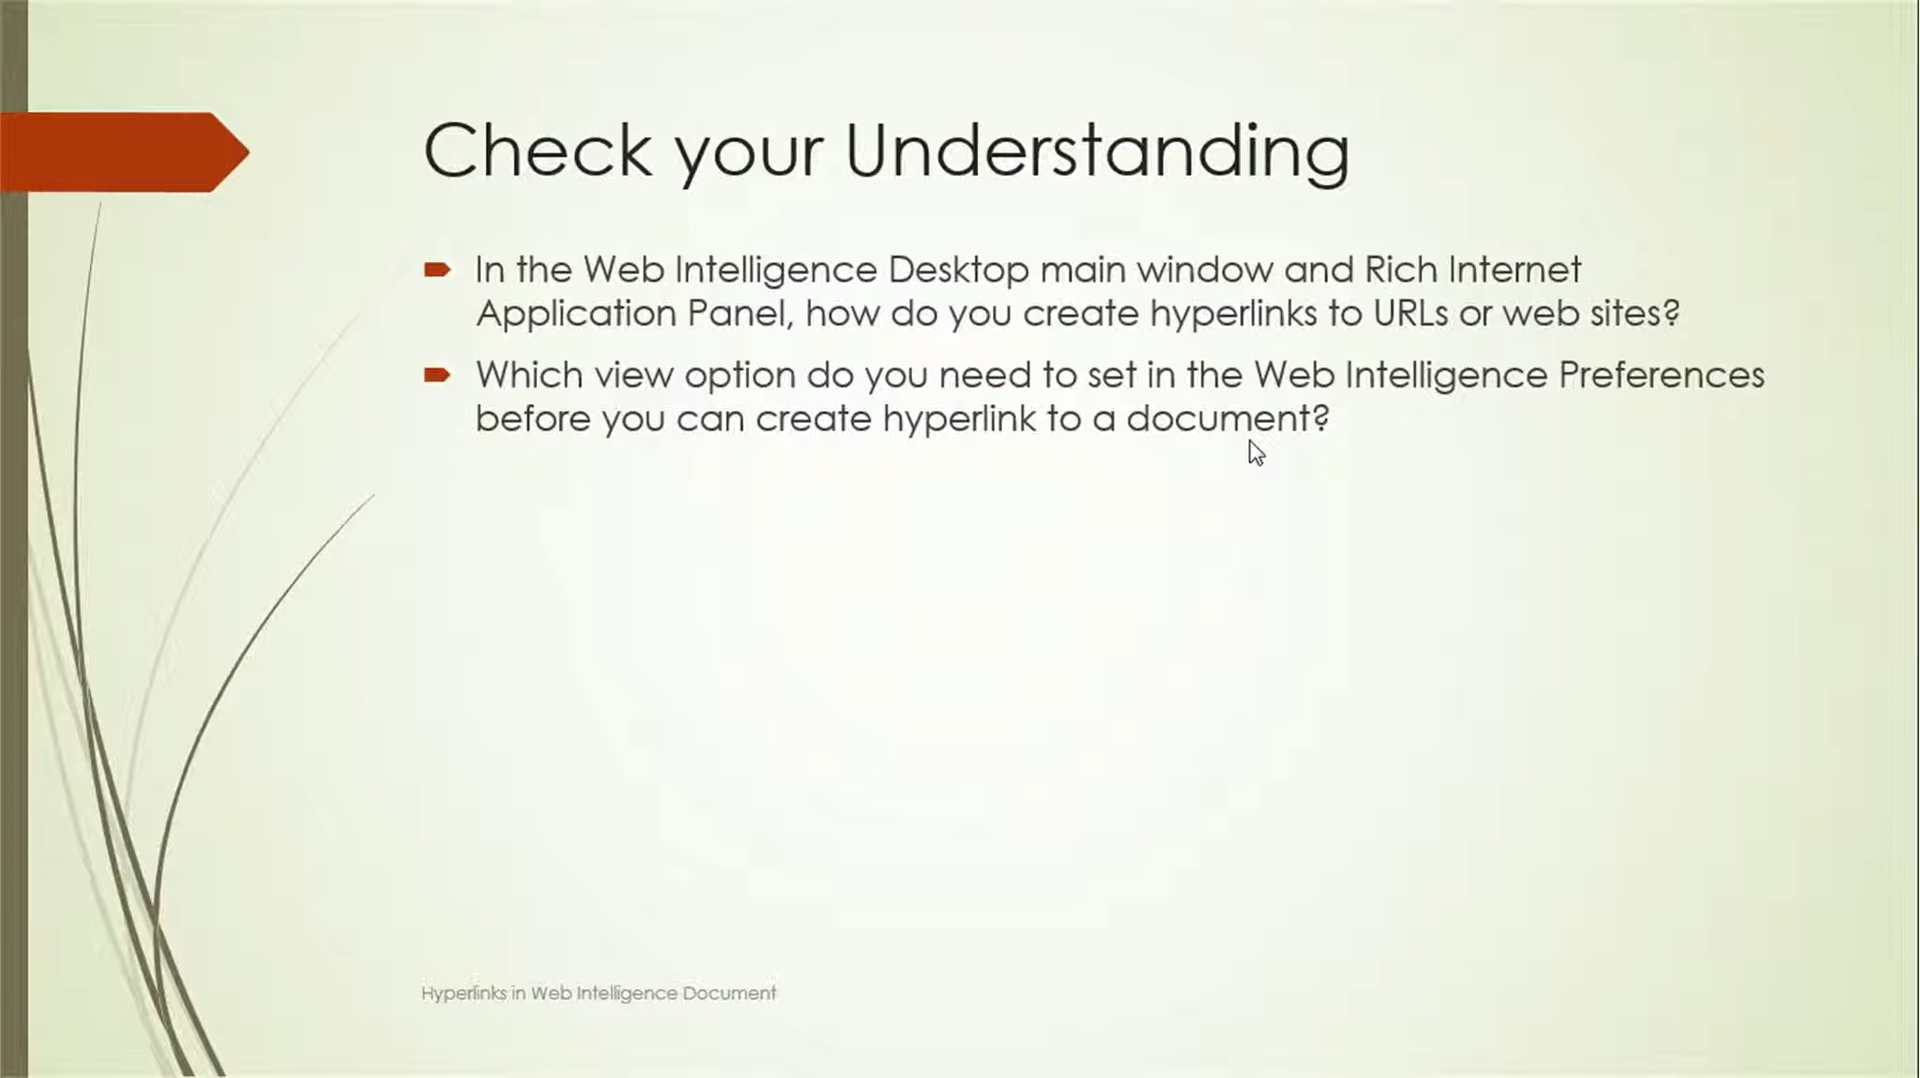 Check your Understanding
In the Web Intelligence Desktop main window and Rich Internet
Application Panel, how do you create hyperlinks to URLs or web sites?
Which view option do you need to set in the Web Intelligence Preferences
before you can create hyperlink to a document?
Hyperlinks in Web Intelligence Document